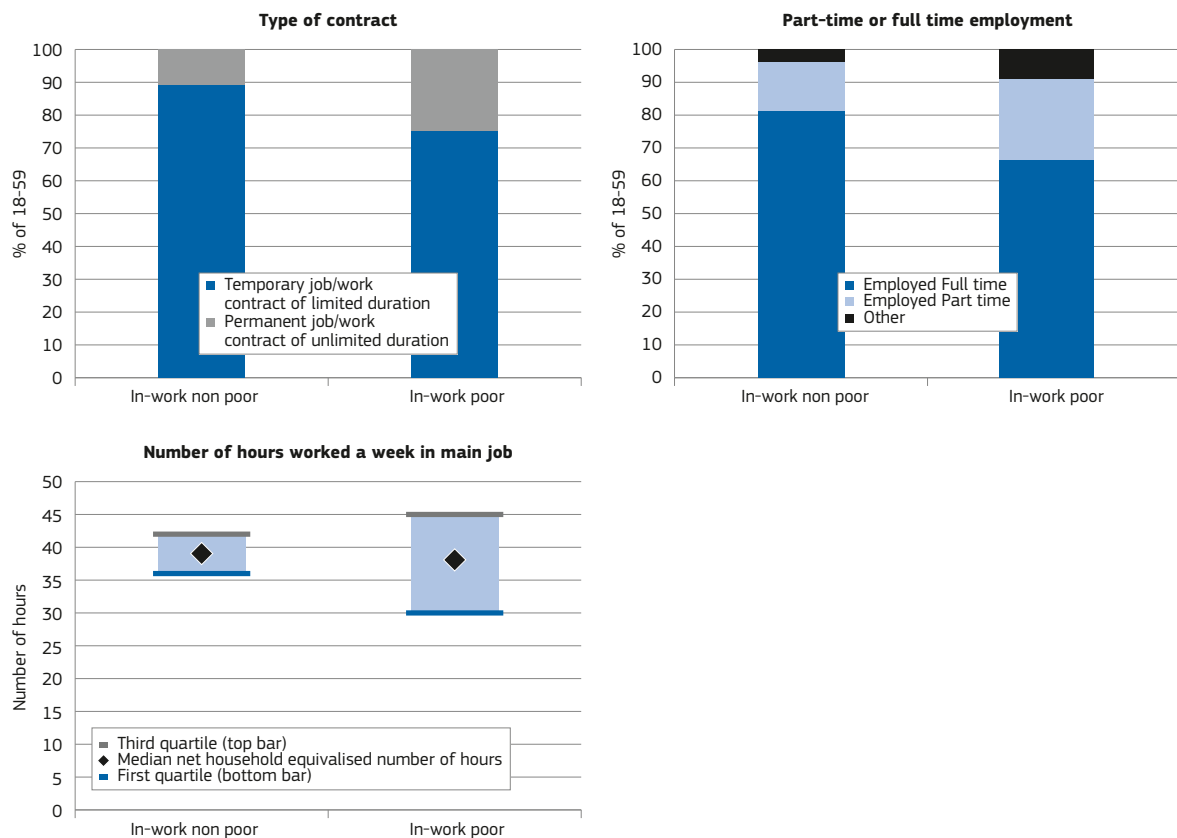 Type of contract
100
90
80
70
60
50
40
30
20
10
0
% of 18-59
Temporary job/work
contract of limited duration
Permanent job/work
contract of unlimited duration
In-work non poor
In-work poor
Part-time or full time employment
100
90
80
70
60
50
40
30
20
10
0
% of 18-59
Employed Full time
Employed Part time
Other
In-work non poor
In-work poor
Number of hours worked a week in main job
50
45
40
35
30
25
20
15
10
5
0
Number of hours
Third quartile (top bar)
Median net household equivalised number of hours
First quartile (bottom bar)
In-work non poor
In-work poor